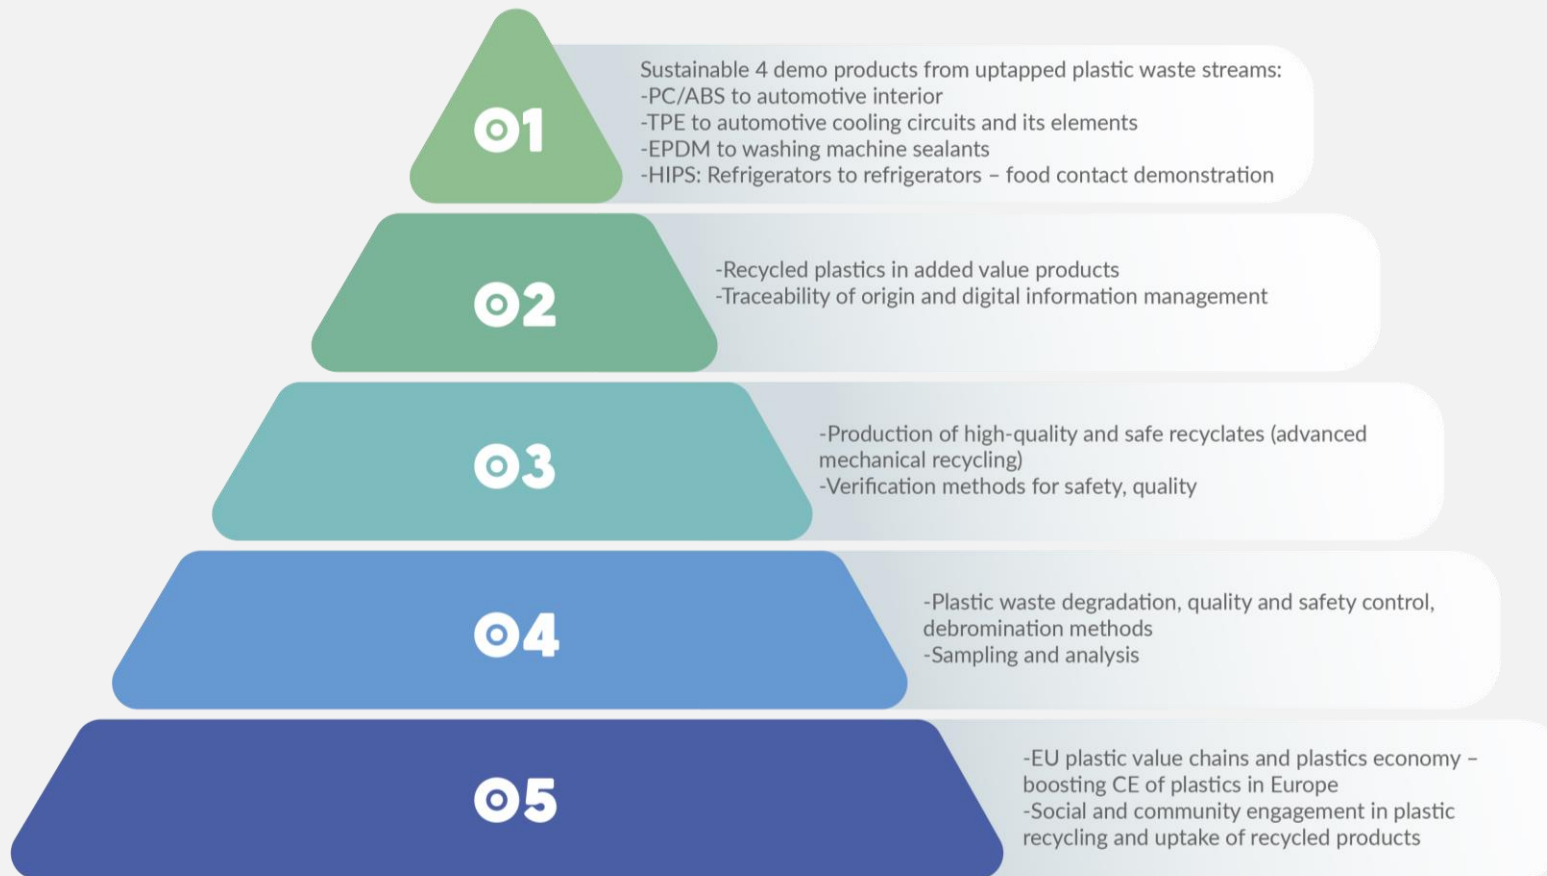 01
Sustainable 4 demo products from uptapped plastic waste streams:
-PC/ABS to automotive interior
-TPE to automotive cooling circuits and its elements
-EPDM to washing machine sealants
-HIPS: Refrigerators to refrigerators – food contact demonstration
02
-Recycled plastics in added value products
-Traceability of origin and digital information management
03
-Production of high-quality and safe recyclates (advanced
mechanical recycling)
-Verification methods for safety, quality
04
-Plastic waste degradation, quality and safety control,
debromination methods
-Sampling and analysis
05
-EU plastic value chains and plastics economy –
boosting CE of plastics in Europe
-Social and community engagement in plastic
recycling and uptake of recycled products